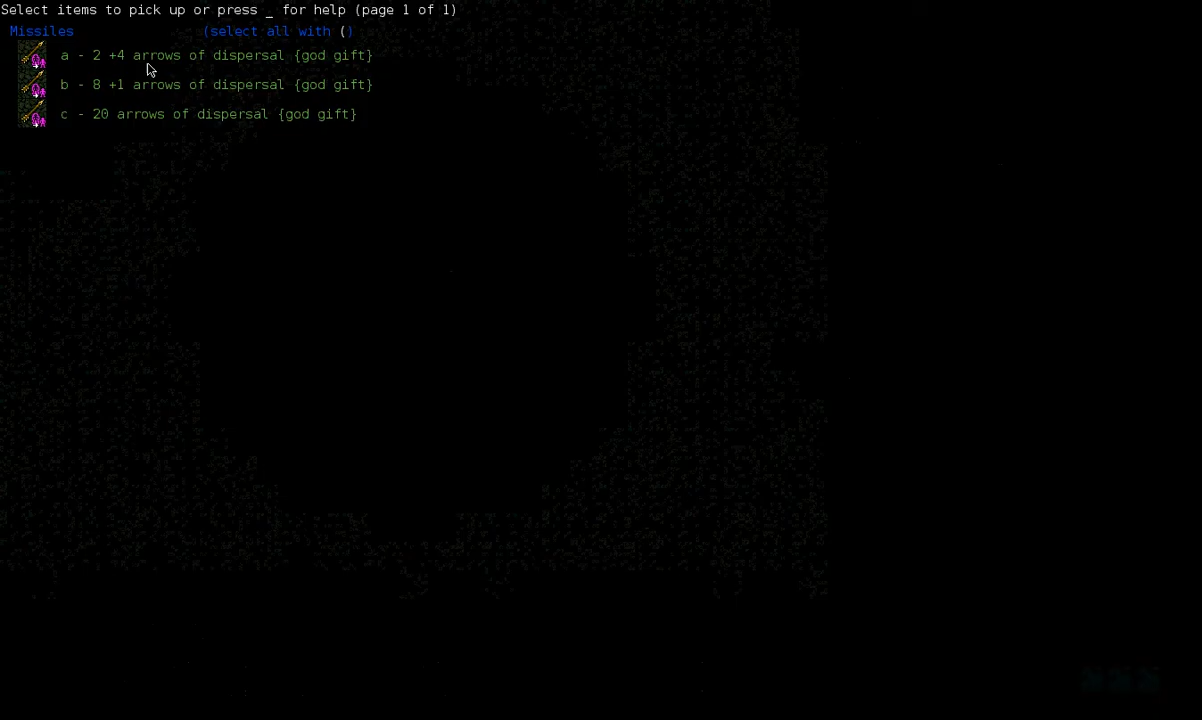 Select items to pick up or press _ for help (page 1 of 1)
Missiles (select all with ()
a - 2 +4 arrows of dispersal {god gift}
b - 8 +1 arrows of dispersal {god gift}
c - 20 arrows of dispersal {god gift}